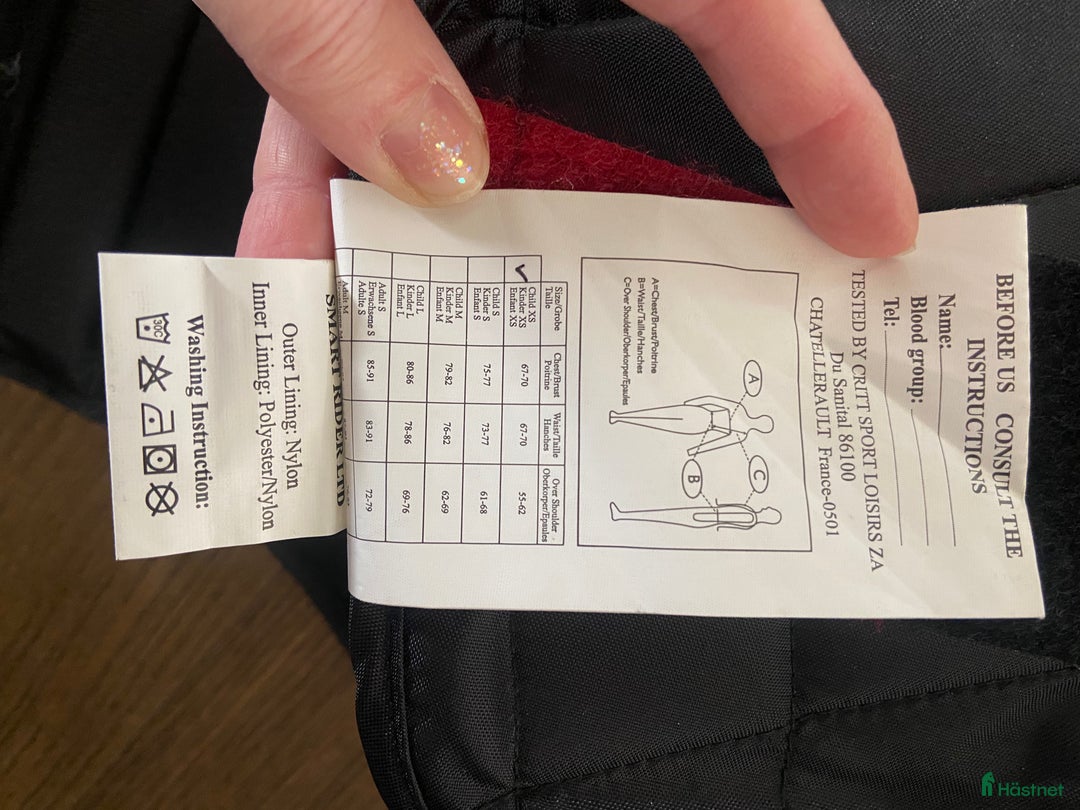 BEFORE US CONSULT THE
INSTRUCTIONS
Name:
Blood group:
Tel:
TESTED BY CRITT SPORT LOISIRS ZA
Du Sanital 86100
CHATELLERAULT France-0501
A
C
B
A=Chest/Brust/Poitrine
B=Waist/Taille/Hanches
C=Over Shoulder/Oberkorper/Epaules
Size/Grobe Taille Chest/Brust Poitrine Waist/Taille Hanches Over Shoulder Oberkorper/Epaules
✓ Child XS Kinder XS Enfant XS 67-70 67-70 55-62
Child S Kinder S Enfant S 75-77 73-77 61-68
Child M Kinder M Enfant M 79-82 76-82 62-69
Child L Kinder L Enfant L 80-86 78-86 69-76
Adult S Erwachsene S Adulte S 85-91 83-91 72-79
Adult M
SMART RIDER LTD
Outer Lining: Nylon
Inner Lining: Polyester/Nylon
Washing Instruction:
30C
Hästnet